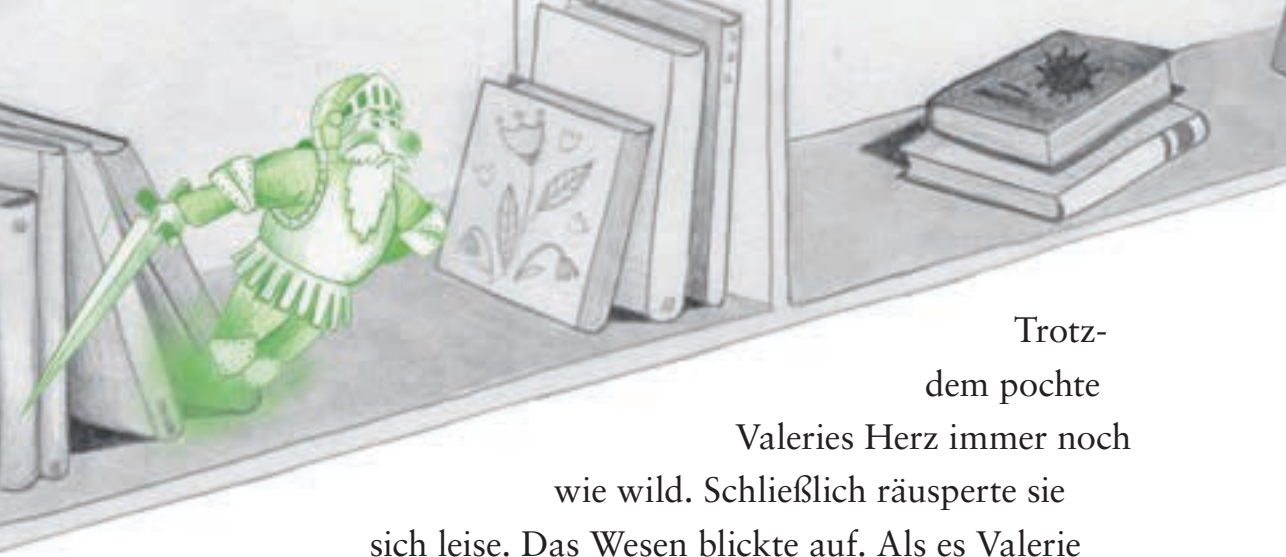 Trotz-
dem pochte
Valeries Herz immer noch
wie wild. Schließlich räusperte sie
sich leise. Das Wesen blickte auf. Als es Valerie